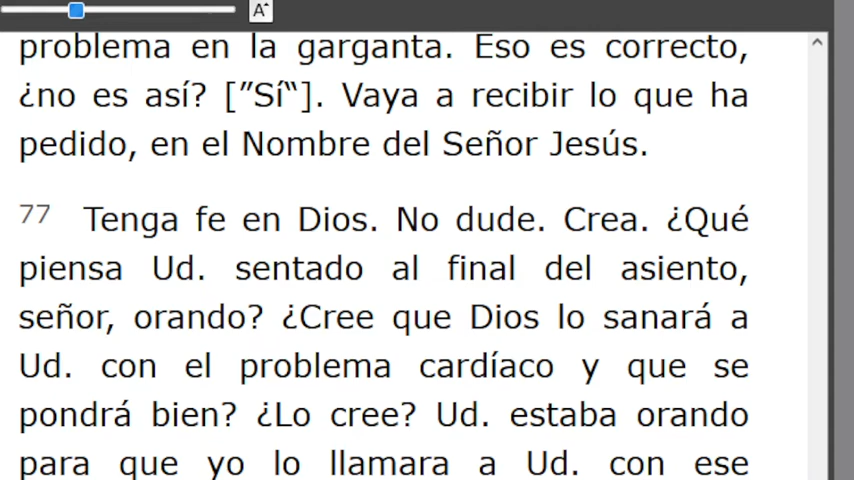 A
problema en la garganta. Eso es correcto,
¿no es así? [”Sí“]. Vaya a recibir lo que ha
pedido, en el Nombre del Señor Jesús.
77 Tenga fe en Dios. No dude. Crea. ¿Qué
piensa Ud. sentado al final del asiento,
señor, orando? ¿Cree que Dios lo sanará a
Ud. con el problema cardíaco y que se
pondrá bien? ¿Lo cree? Ud. estaba orando
para que yo lo llamara a Ud. con ese